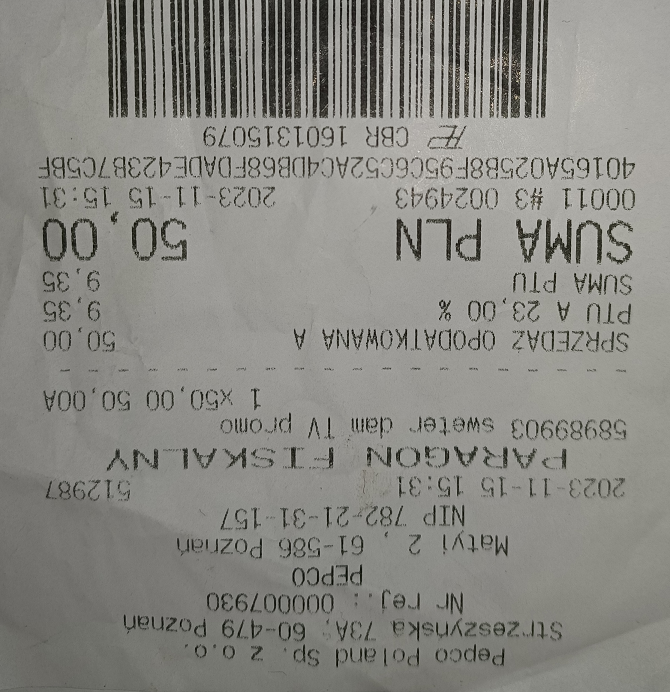 Pepco Poland Sp. z o.o.
Strzeszyńska 73A, 60-479 Poznań
Nr rej.: 000007930
PEPCO
Matyi 2 , 61-586 Poznań
NIP 782-21-31-157
2023-11-15 15:31 512987
PARAGON FISKALNY
58989903 sweter dam TV promo
1 x50,00 50,00A
SPRZEDAŻ OPODATKOWANA A 50,00
PTU A 23,00 % 9,35
SUMA PTU 9,35
SUMA PLN 50,00
00011 #3 0024943 2023-11-15 15:31
40165A025B8F95C6C52AC4DB68FDADE423B7C5BF
CBR 1601315079